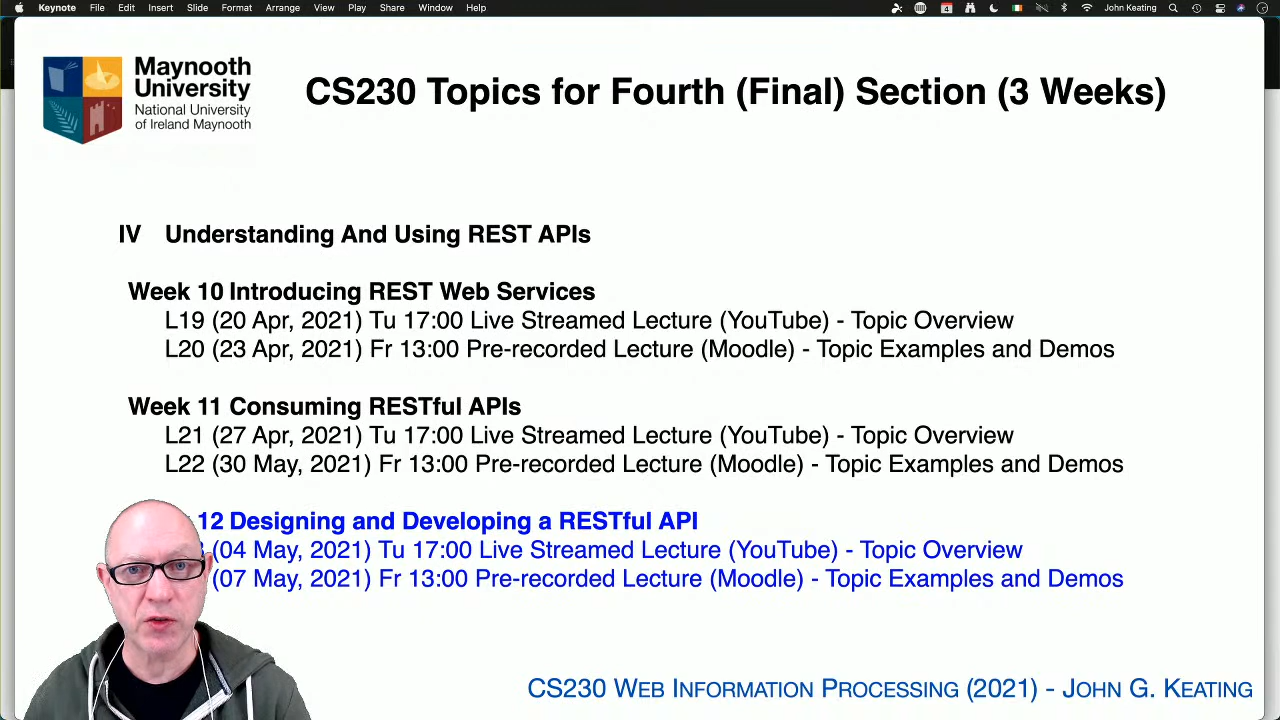 Keynote File Edit Insert Slide Format Arrange View Play Share Window Help 4 John Keating
Maynooth
University
National University
of Ireland Maynooth
CS230 Topics for Fourth (Final) Section (3 Weeks)
IV Understanding And Using REST APIs
Week 10 Introducing REST Web Services
L19 (20 Apr, 2021) Tu 17:00 Live Streamed Lecture (YouTube) - Topic Overview
L20 (23 Apr, 2021) Fr 13:00 Pre-recorded Lecture (Moodle) - Topic Examples and Demos
Week 11 Consuming RESTful APIs
L21 (27 Apr, 2021) Tu 17:00 Live Streamed Lecture (YouTube) - Topic Overview
L22 (30 May, 2021) Fr 13:00 Pre-recorded Lecture (Moodle) - Topic Examples and Demos
12 Designing and Developing a RESTful API
(04 May, 2021) Tu 17:00 Live Streamed Lecture (YouTube) - Topic Overview
(07 May, 2021) Fr 13:00 Pre-recorded Lecture (Moodle) - Topic Examples and Demos
CS230 Web Information Processing (2021) - John G. Keating